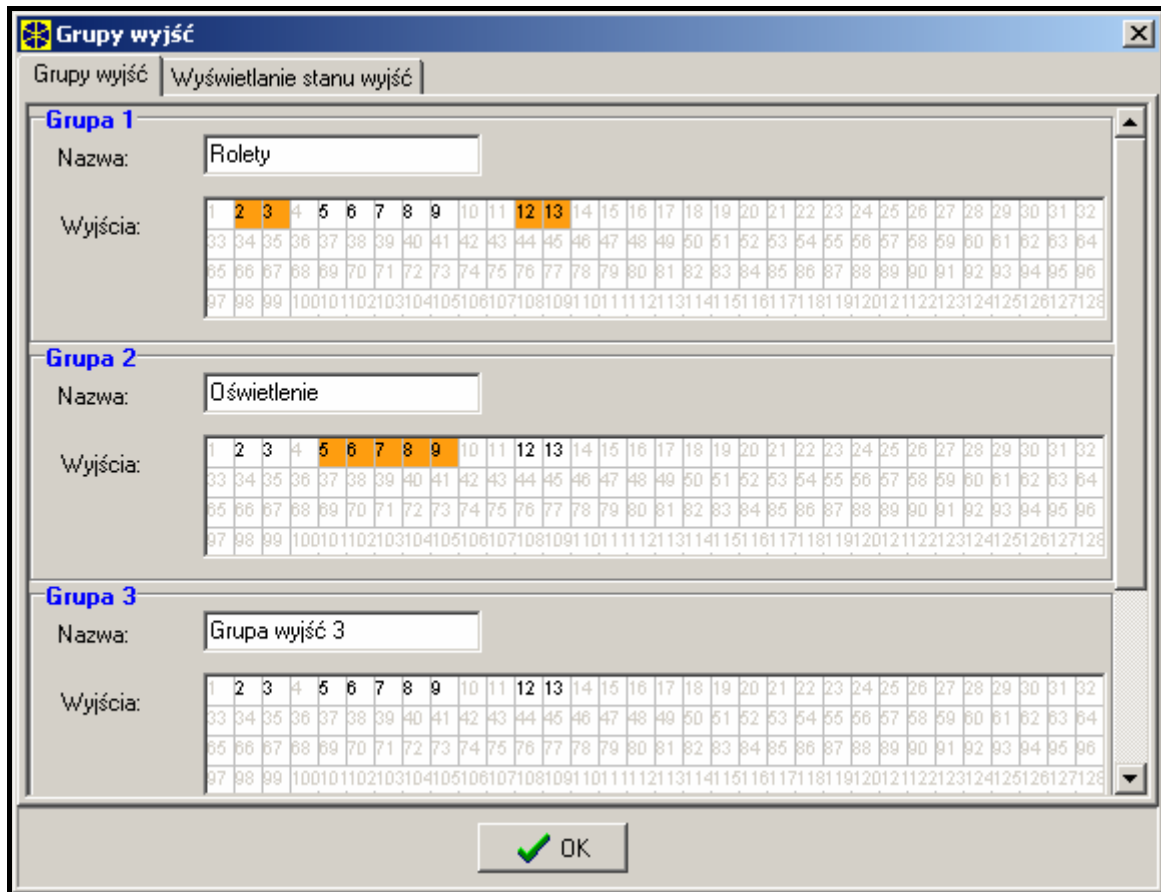 Grupy wyjść
Grupy wyjść Wyświetlanie stanu wyjść
Grupa 1
Nazwa: Rolety
Wyjścia: 1 2 3 4 5 6 7 8 9 10 11 12 13 14 15 16 17 18 19 20 21 22 23 24 25 26 27 28 29 30 31 32
33 34 35 36 37 38 39 40 41 42 43 44 45 46 47 48 49 50 51 52 53 54 55 56 57 58 59 60 61 62 63 64
65 66 67 68 69 70 71 72 73 74 75 76 77 78 79 80 81 82 83 84 85 86 87 88 89 90 91 92 93 94 95 96
97 98 99 100 101 102 103 104 105 106 107 108 109 110 111 112 113 114 115 116 117 118 119 120 121 122 123 124 125 126 127 128
Grupa 2
Nazwa: Oświetlenie
Wyjścia: 1 2 3 4 5 6 7 8 9 10 11 12 13 14 15 16 17 18 19 20 21 22 23 24 25 26 27 28 29 30 31 32
33 34 35 36 37 38 39 40 41 42 43 44 45 46 47 48 49 50 51 52 53 54 55 56 57 58 59 60 61 62 63 64
65 66 67 68 69 70 71 72 73 74 75 76 77 78 79 80 81 82 83 84 85 86 87 88 89 90 91 92 93 94 95 96
97 98 99 100 101 102 103 104 105 106 107 108 109 110 111 112 113 114 115 116 117 118 119 120 121 122 123 124 125 126 127 128
Grupa 3
Nazwa: Grupa wyjść 3
Wyjścia: 1 2 3 4 5 6 7 8 9 10 11 12 13 14 15 16 17 18 19 20 21 22 23 24 25 26 27 28 29 30 31 32
33 34 35 36 37 38 39 40 41 42 43 44 45 46 47 48 49 50 51 52 53 54 55 56 57 58 59 60 61 62 63 64
65 66 67 68 69 70 71 72 73 74 75 76 77 78 79 80 81 82 83 84 85 86 87 88 89 90 91 92 93 94 95 96
97 98 99 100 101 102 103 104 105 106 107 108 109 110 111 112 113 114 115 116 117 118 119 120 121 122 123 124 125 126 127 128
OK